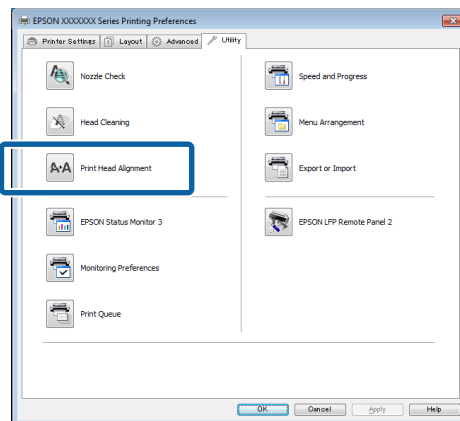 EPSON XXXXXXX Series Printing Preferences
Printer Settings Layout Advanced Utility
Nozzle Check
Speed and Progress
Head Cleaning
Menu Arrangement
A·A Print Head Alignment
Export or Import
EPSON Status Monitor 3
EPSON LFP Remote Panel 2
Monitoring Preferences
Print Queue
OK Cancel Apply Help